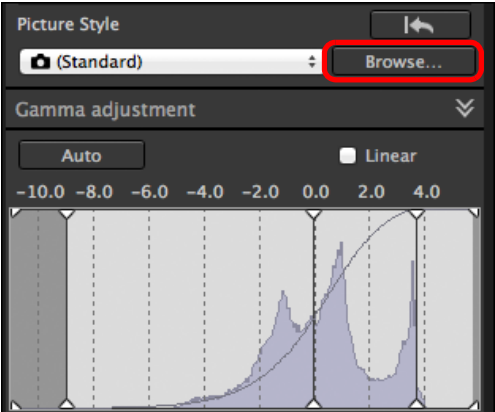 Picture Style
(Standard)
Browse...
Gamma adjustment
Auto
Linear
-10.0 -8.0 -6.0 -4.0 -2.0 0.0 2.0 4.0